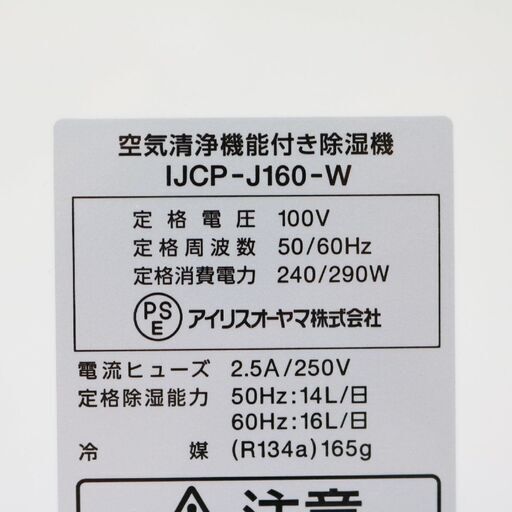 空気清浄機能付き除湿機
IJCP-J160-W
定格電圧 100V
定格周波数 50/60Hz
定格消費電力 240/290W
PSE アイリスオーヤマ株式会社
電流ヒューズ 2.5A/250V
定格除湿能力 50Hz:14L/日
60Hz:16L/日
冷媒 (R134a)165g
注意